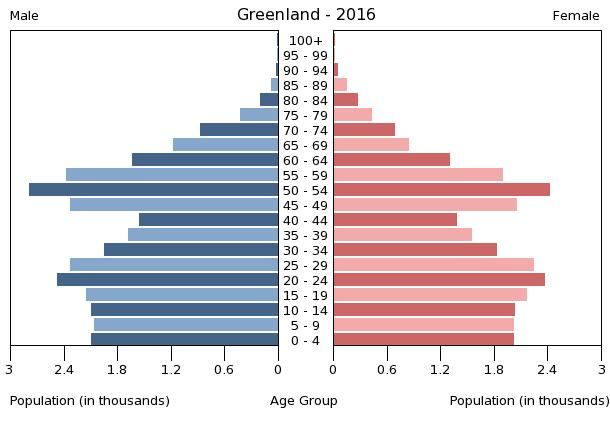 Male Greenland - 2016 Female
100+
95 - 99
90 - 94
85 - 89
80 - 84
75 - 79
70 - 74
65 - 69
60 - 64
55 - 59
50 - 54
45 - 49
40 - 44
35 - 39
30 - 34
25 - 29
20 - 24
15 - 19
10 - 14
5 - 9
0 - 4
3 2.4 1.8 1.2 0.6 0 0 0.6 1.2 1.8 2.4 3
Population (in thousands) Age Group Population (in thousands)